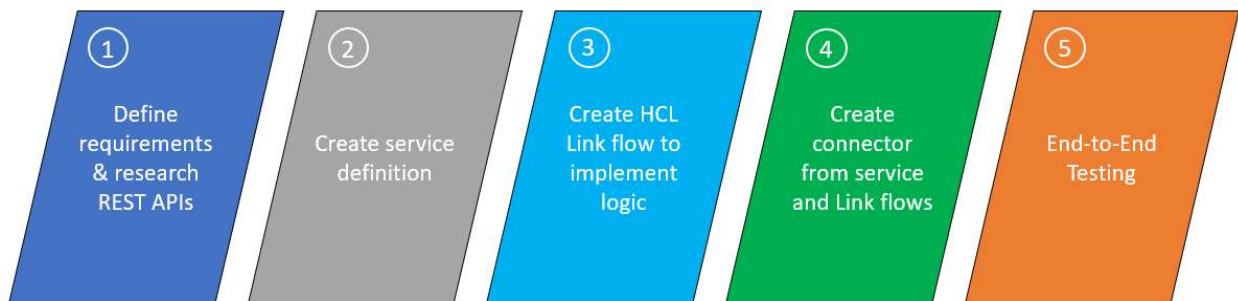 1
Define
requirements
& research
REST APIs
2
Create service
definition
3
Create HCL
Link flow to
implement
logic
4
Create
connector
from service
and Link flows
5
End-to-End
Testing